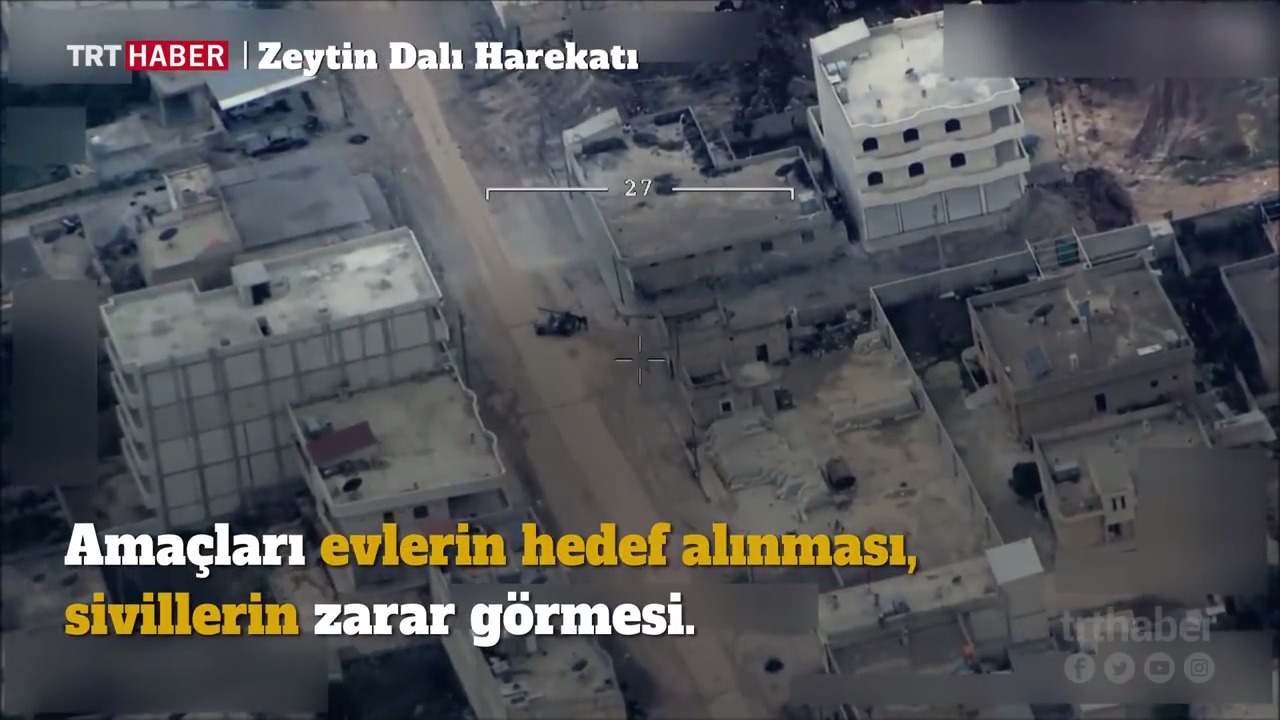 TRT HABER | Zeytin Dalı Harekatı
27
Amaçları evlerin hedef alınması,
sivillerin zarar görmesi.
trthaber